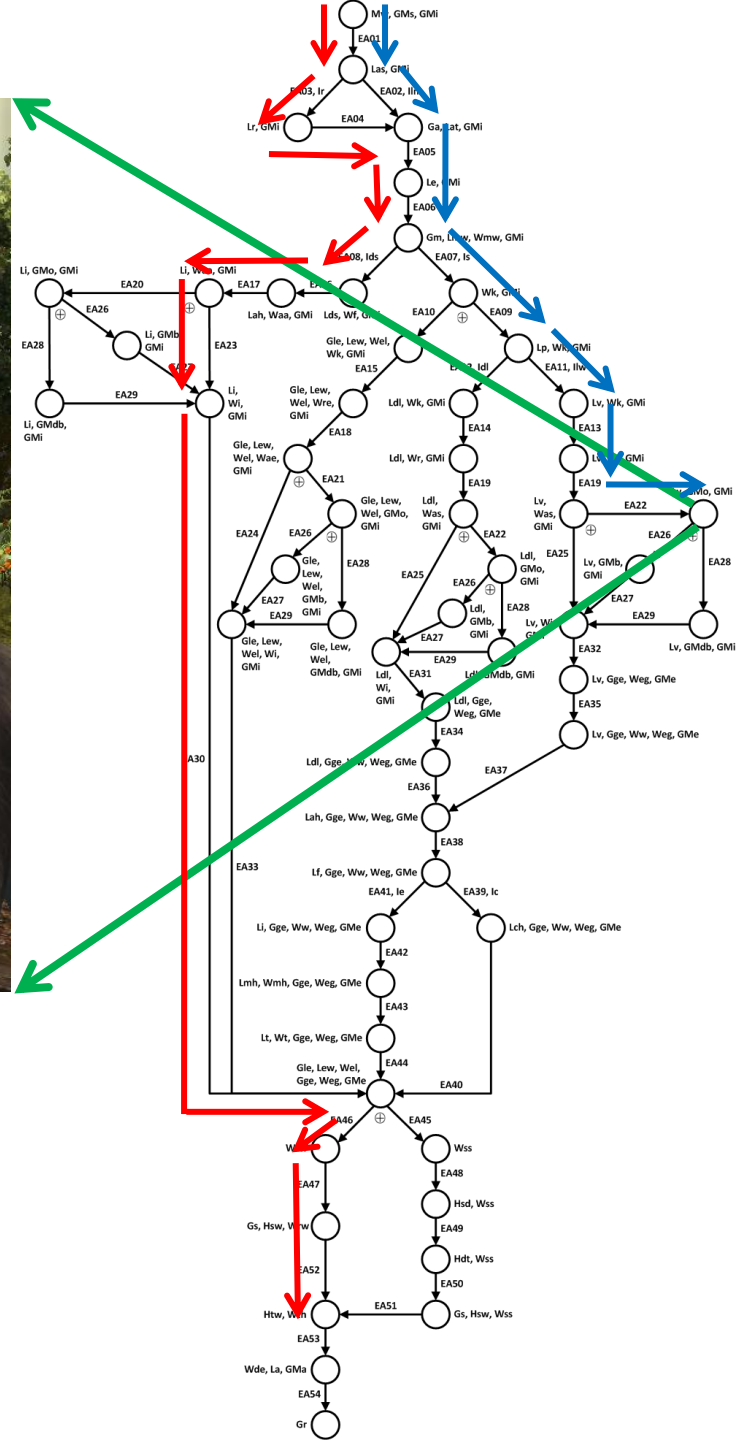 GMs, GMi
EA01
Las, GMi
EA03, Ir
EA02,
Lr, GMi
EA04
Ga, Lat, GMi
EA05
Le, GMi
EA06
Gm, Wmw, GMi
EA08, Ids
EA07, Is
Li, GMo, GMi
EA20
Li, GMi
EA17
Lah, Waa, GMi
Lds, Wf, GMi
Wk, GMi
EA26
EA28
Li, GMb, GMi
EA23
EA29
Li, GMdb, GMi
Li, Wi, GMi
EA10
EA09
Gle, Lew, Wel, Wk, GMi
Lp, Wk, GMi
EA15
Idl
EA11, Ilw
Gle, Lew, Wel, Wre, GMi
Ldl, Wk, GMi
Lv, Wk, GMi
EA18
EA14
EA13
Gle, Lew, Wel, Wae, GMi
Ldl, Wr, GMi
GMi
EA21
EA19
EA19
Gle, Lew, Wel, GMo, GMi
Ldl, Was, GMi
Lv, Was, GMi
EA22
GMo, GMi
EA24
EA26
EA28
EA22
EA25
EA26
EA28
Gle, Lew, Wel, GMb, GMi
EA25
Ldl, GMo, GMi
EA26
Lv, GMb, GMi
EA27
EA28
EA27
EA29
Ldl, GMb, GMi
EA27
EA29
Gle, Lew, Wel, Wi, GMi
Gle, Lew, Wel, GMdb, GMi
EA27
EA29
Lv,
Lv, GMdb, GMi
Ldl, Wi, GMi
Ldl, GMdb, GMi
EA32
EA31
Lv, Gge, Weg, GMe
Ldl, Gge, Weg, GMe
EA35
EA34
Lv, Gge, Ww, Weg, GMe
Ldl, Gge, Ww, Weg, GMe
EA30
EA37
EA36
Lah, Gge, Ww, Weg, GMe
EA38
EA33
Lf, Gge, Ww, Weg, GMe
EA41, Ie
EA39, Ic
Li, Gge, Ww, Weg, GMe
Lch, Gge, Ww, Weg, GMe
EA42
Lmh, Wmh, Gge, Weg, GMe
EA43
Lt, Wt, Gge, Weg, GMe
EA44
Gle, Lew, Wel, Gge, Weg, GMe
EA40
EA46
EA45
Wss
EA47
EA48
Hsd, Wss
Gs, Hsw,
EA49
EA52
Hdt, Wss
EA50
Htw,
EA51
Gs, Hsw, Wss
EA53
Wde, La, GMa
EA54
Gr